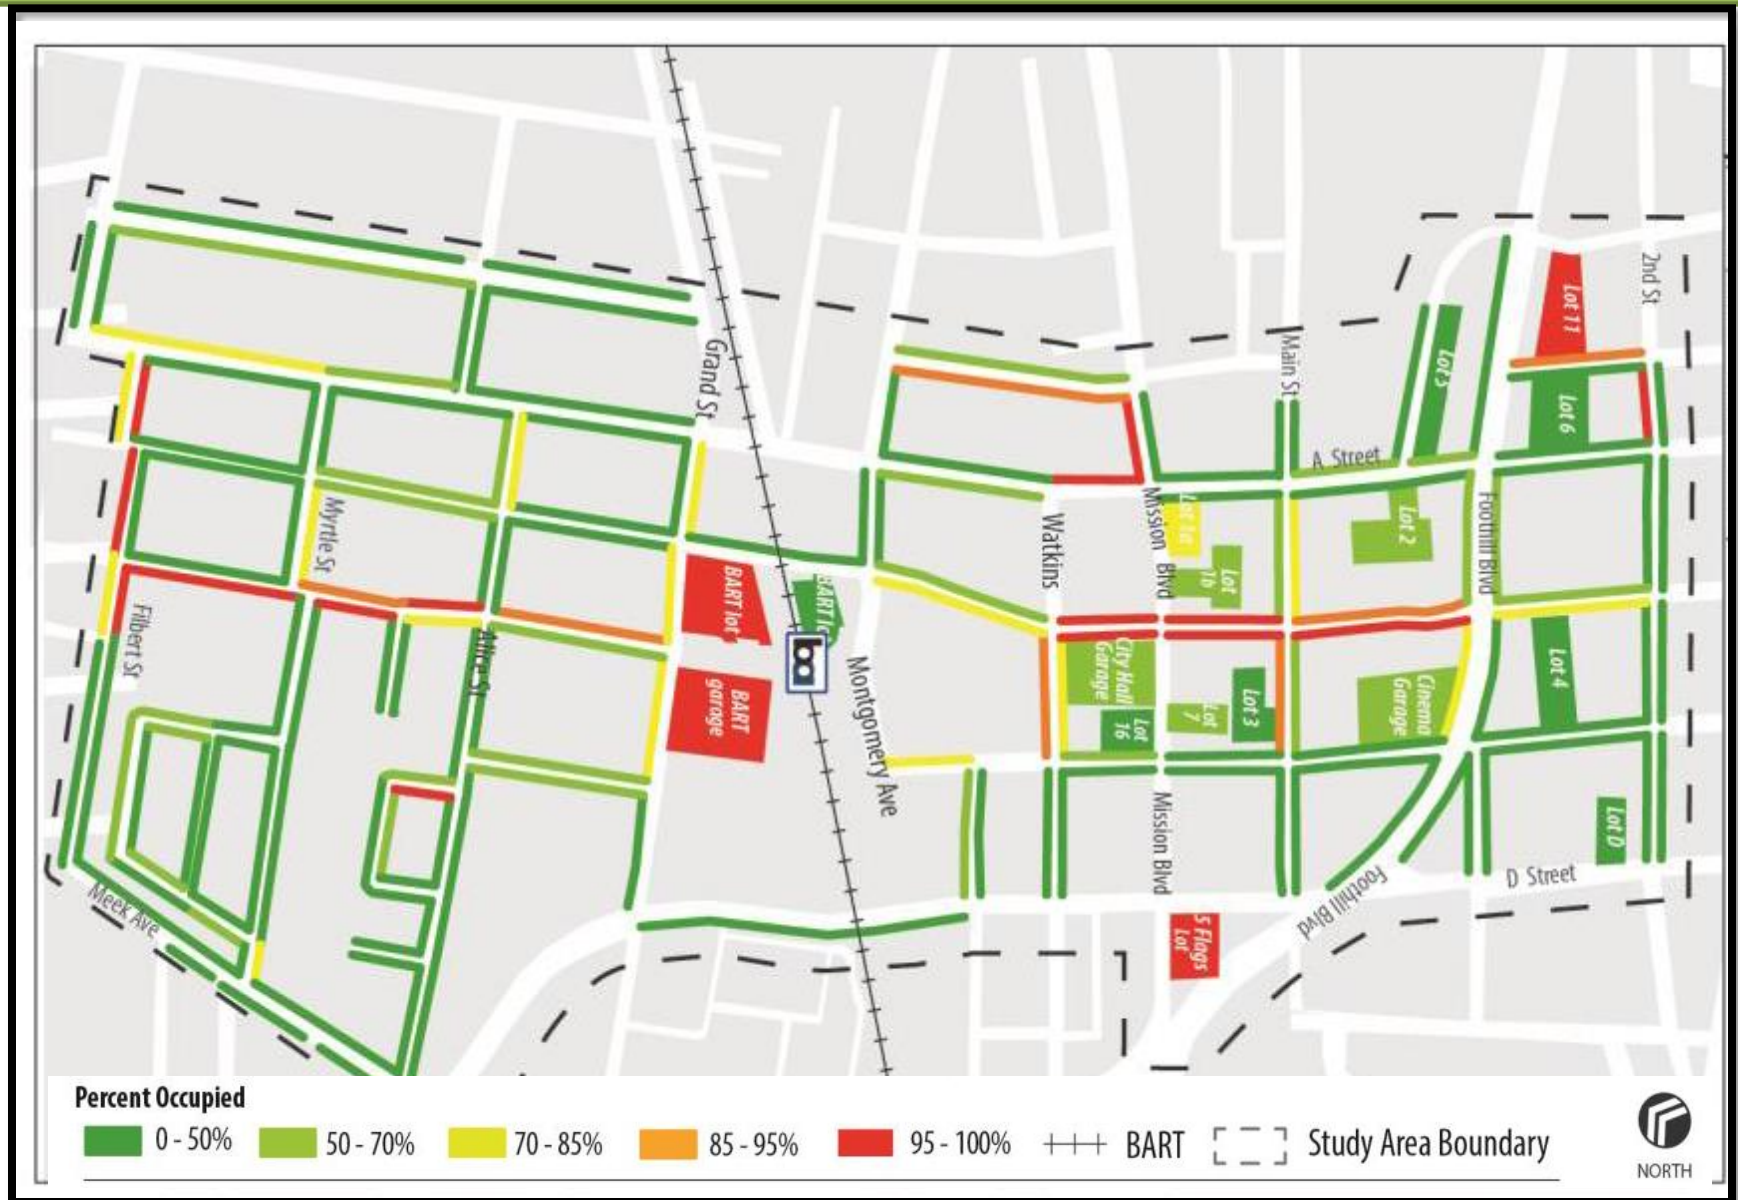 2nd St
Lot 11
Grand St
Main St
Lot 5
Lot 6
A Street
Myrtle St
Watkins
Mission Blvd
Lot 1a
Lot 2
Foothill Blvd
Lot
1b
BART lot
Filbert St
Alice St
City Hall
Garage
Lot 4
Montgomery Ave
BART
garage
Lot 3
Lot
7
Lot
16
Cinema
Garage
Mission Blvd
Lot D
Meek Ave
D Street
Foothill Blvd
5 Flags
Lot
Percent Occupied
0 - 50%
50 - 70%
70 - 85%
85 - 95%
95 - 100%
BART
Study Area Boundary
NORTH